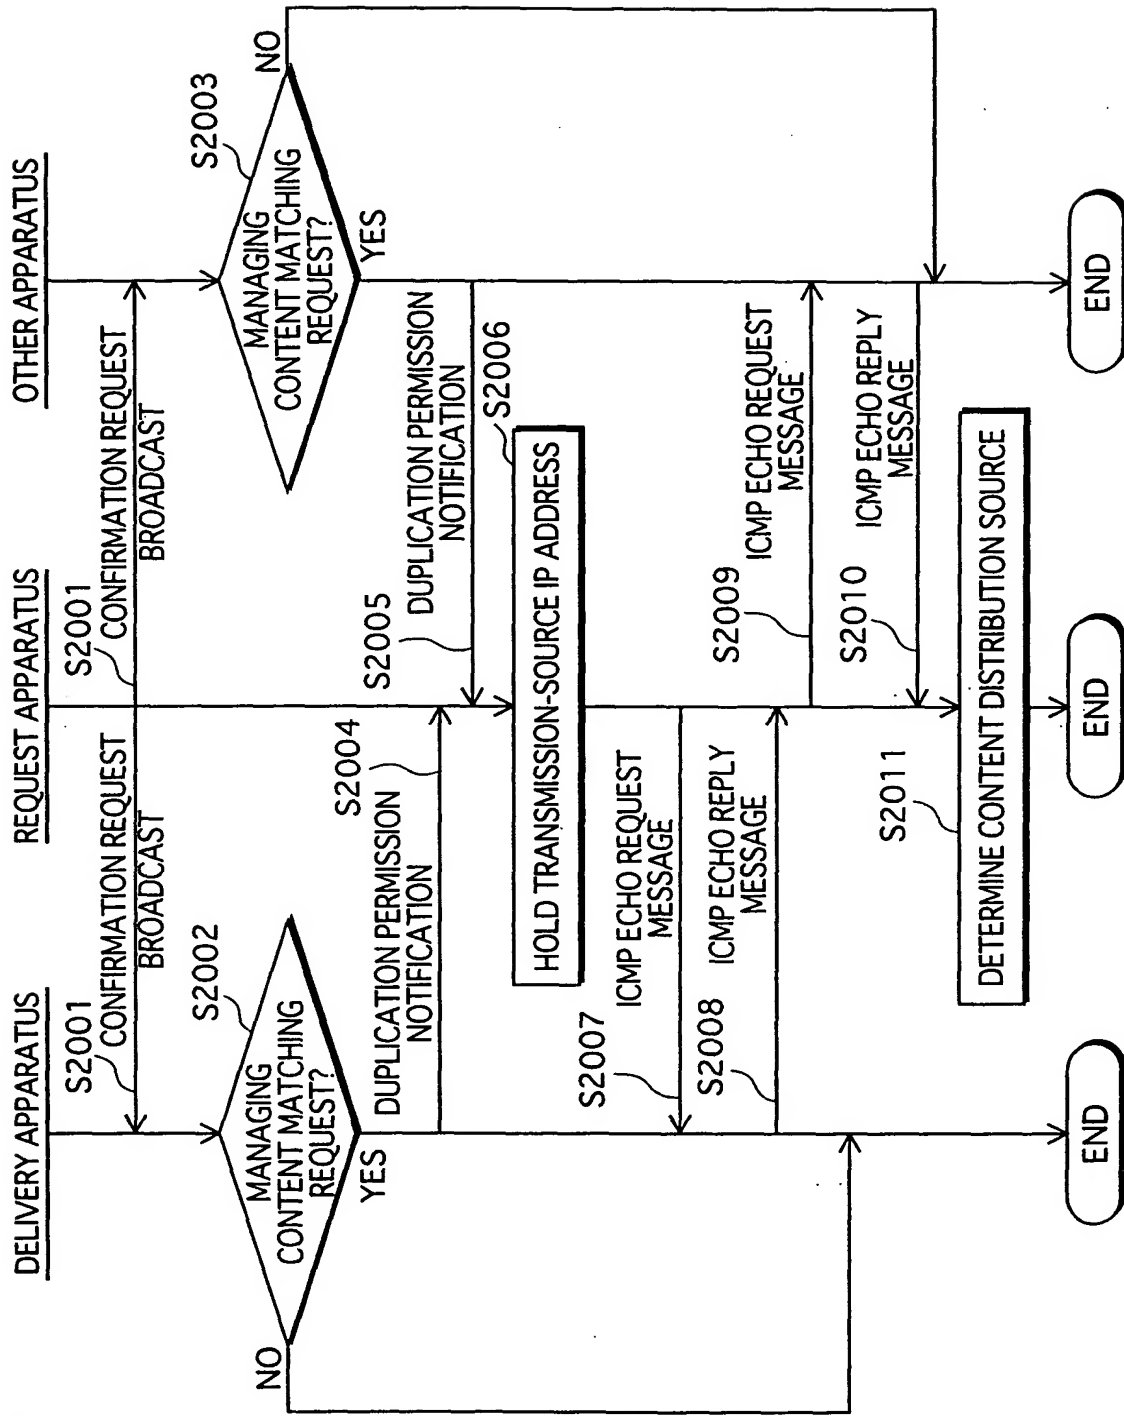 DELIVERY APPARATUS
REQUEST APPARATUS
OTHER APPARATUS
S2001
CONFIRMATION REQUEST
BROADCAST
S2001
CONFIRMATION REQUEST
BROADCAST
S2002
MANAGING
CONTENT MATCHING
REQUEST?
NO
YES
S2003
MANAGING
CONTENT MATCHING
REQUEST?
NO
YES
S2004
DUPLICATION PERMISSION
NOTIFICATION
S2005
DUPLICATION PERMISSION
NOTIFICATION
S2006
HOLD TRANSMISSION-SOURCE IP ADDRESS
S2007
ICMP ECHO REQUEST
MESSAGE
S2008
ICMP ECHO REPLY
MESSAGE
S2009
ICMP ECHO REQUEST
MESSAGE
S2010
ICMP ECHO REPLY
MESSAGE
S2011
DETERMINE CONTENT DISTRIBUTION SOURCE
END
END
END